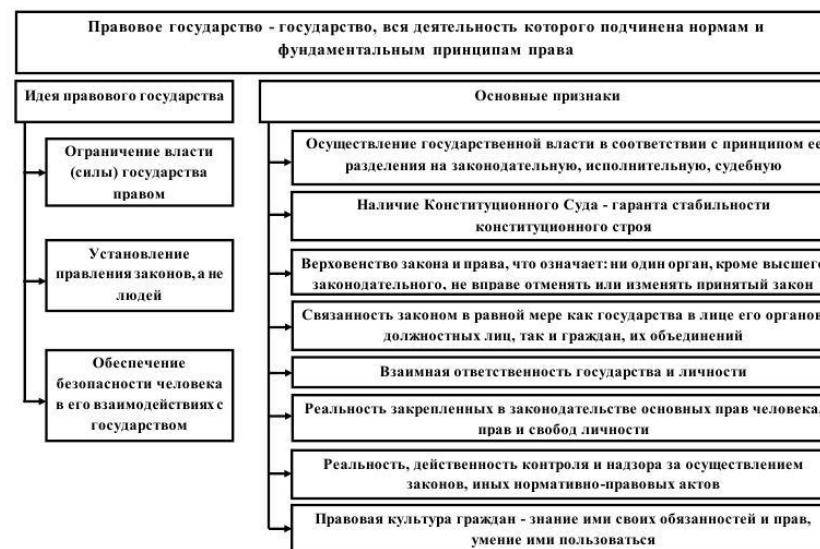 Правовое государство - государство, вся деятельность которого подчинена нормам и
фундаментальным принципам права
Идея правового государства
Ограничение власти
(силы) государства
правом
Установление
правления законов, а не
людей
Обеспечение
безопасности человека
в его взаимодействиях с
государством
Основные признаки
Осуществление государственной власти в соответствии с принципом ее
разделения на законодательную, исполнительную, судебную
Наличие Конституционного Суда - гаранта стабильности
конституционного строя
Верховенство закона и права, что означает: ни один орган, кроме высшего
законодательного, не вправе отменять или изменять принятый закон
Связанность законом в равной мере как государства в лице его органов
должностных лиц, так и граждан, их объединений
Взаимная ответственность государства и личности
Реальность закрепленных в законодательстве основных прав человека,
прав и свобод личности
Реальность, действенность контроля и надзора за осуществлением
законов, иных нормативно-правовых актов
Правовая культура граждан - знание ими своих обязанностей и прав,
умение ими пользоваться